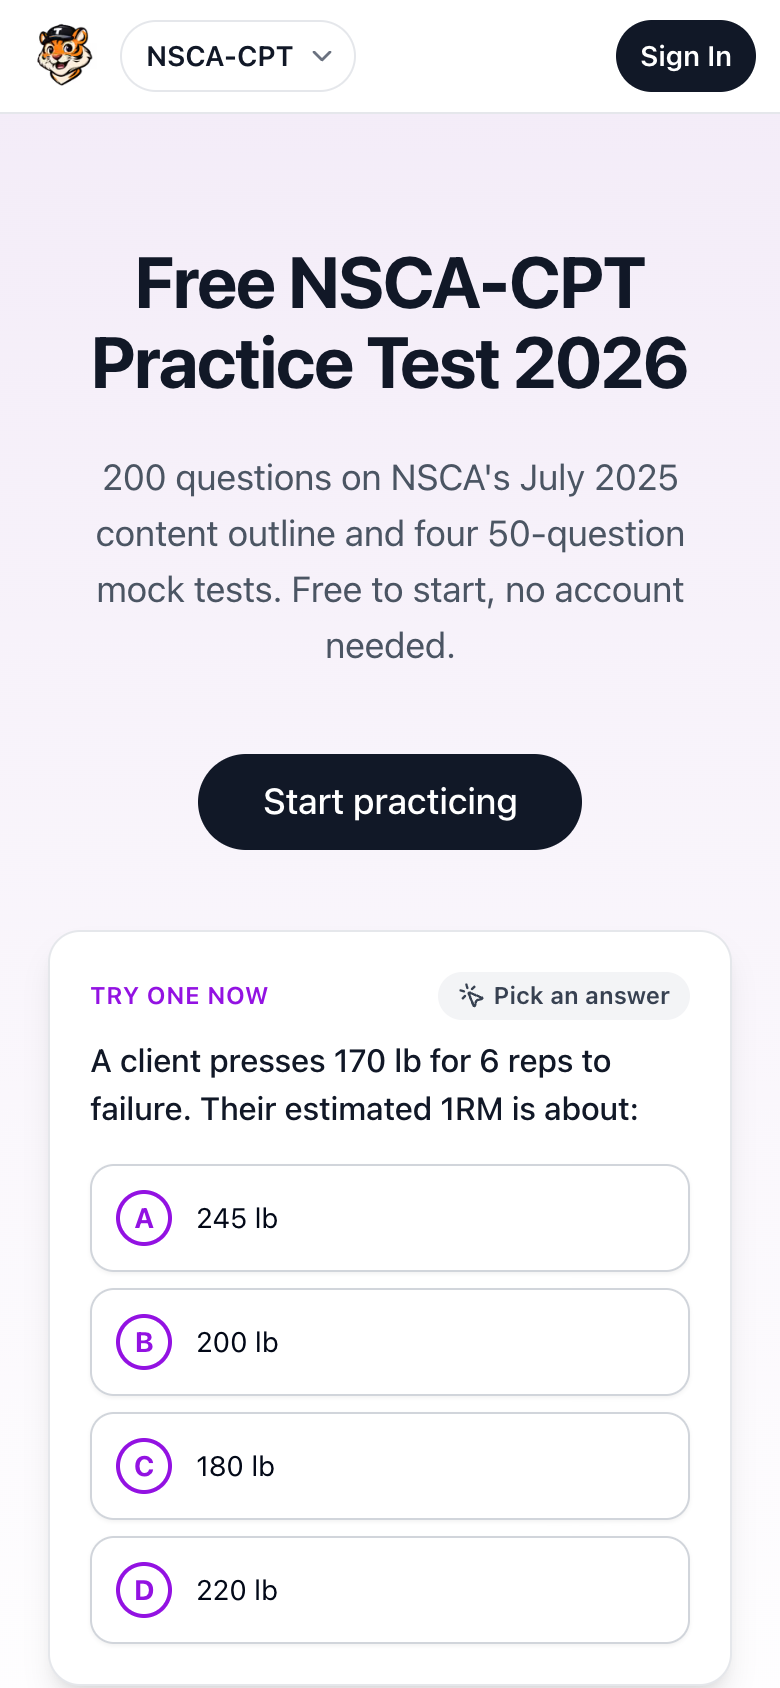 NSCA-CPT
Sign In
Free NSCA-CPT
Practice Test 2026
200 questions on NSCA's July 2025
content outline and four 50-question
mock tests. Free to start, no account
needed.
Start practicing
TRY ONE NOW
Pick an answer
A client presses 170 lb for 6 reps to
failure. Their estimated 1RM is about:
A 245 lb
B 200 lb
C 180 lb
D 220 lb